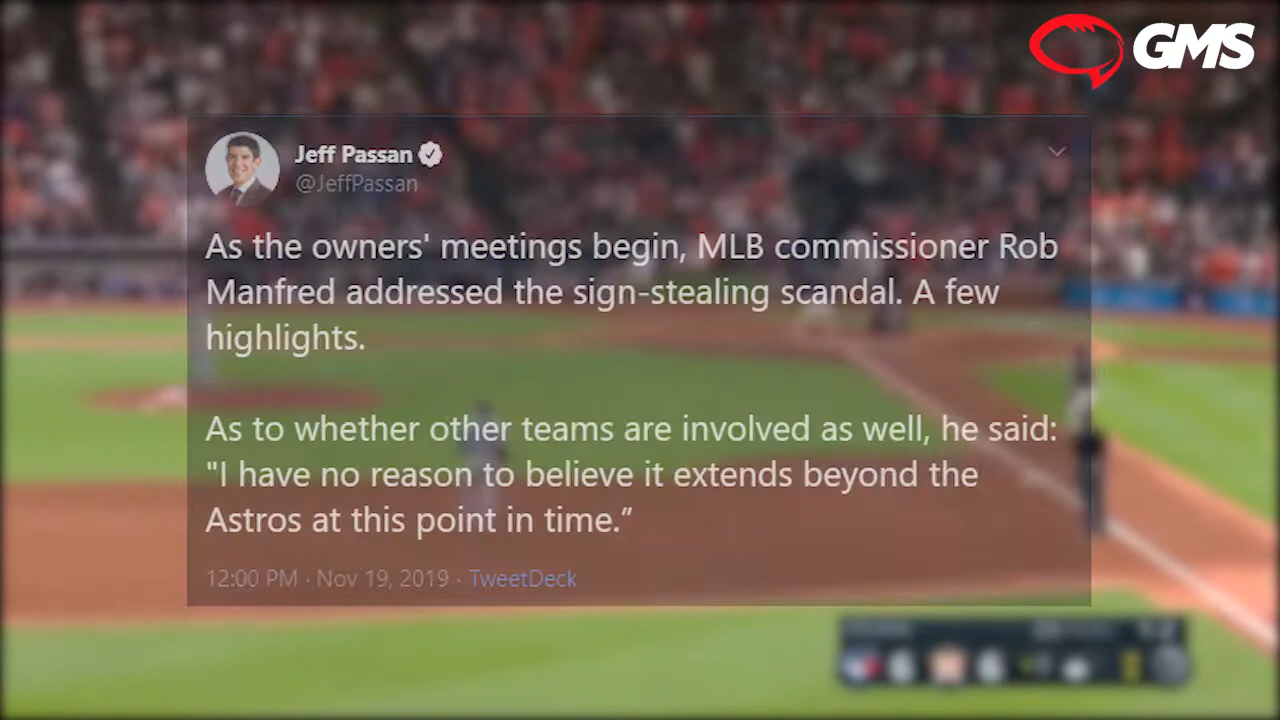 GMS
Jeff Passan
@JeffPassan
As the owners' meetings begin, MLB commissioner Rob
Manfred addressed the sign-stealing scandal. A few
highlights.
As to whether other teams are involved as well, he said:
"I have no reason to believe it extends beyond the
Astros at this point in time.”
12:00 PM · Nov 19, 2019 · TweetDeck